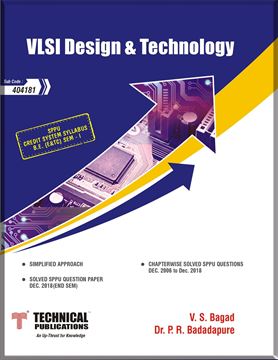 VLSI Design & Technology
Sub Code :
404181
SPPU
CREDIT SYSTEM SYLLABUS
B.E. (E&TC) SEM - I
SIMPLIFIED APPROACH
SOLVED SPPU QUESTION PAPER
DEC. 2018(END SEM)
CHAPTERWISE SOLVED SPPU QUESTIONS
DEC. 2006 to Dec. 2018
TECHNICAL
PUBLICATIONS
An Up-Thrust for Knowledge
V. S. Bagad
Dr. P. R. Badadapure